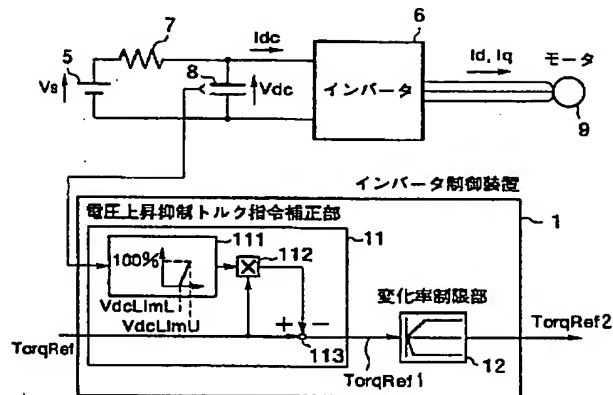 6
7
Idc
5
8
Id, Iq
モータ
Vs
Vdc
インバータ
9
インバータ制御装置
電圧上昇抑制トルク指令補正部
1
111
11
100%
112
VdcLimL
VdcLimU
変化率制限部
TorqRef
+
−
113
TorqRef1
12
TorqRef2